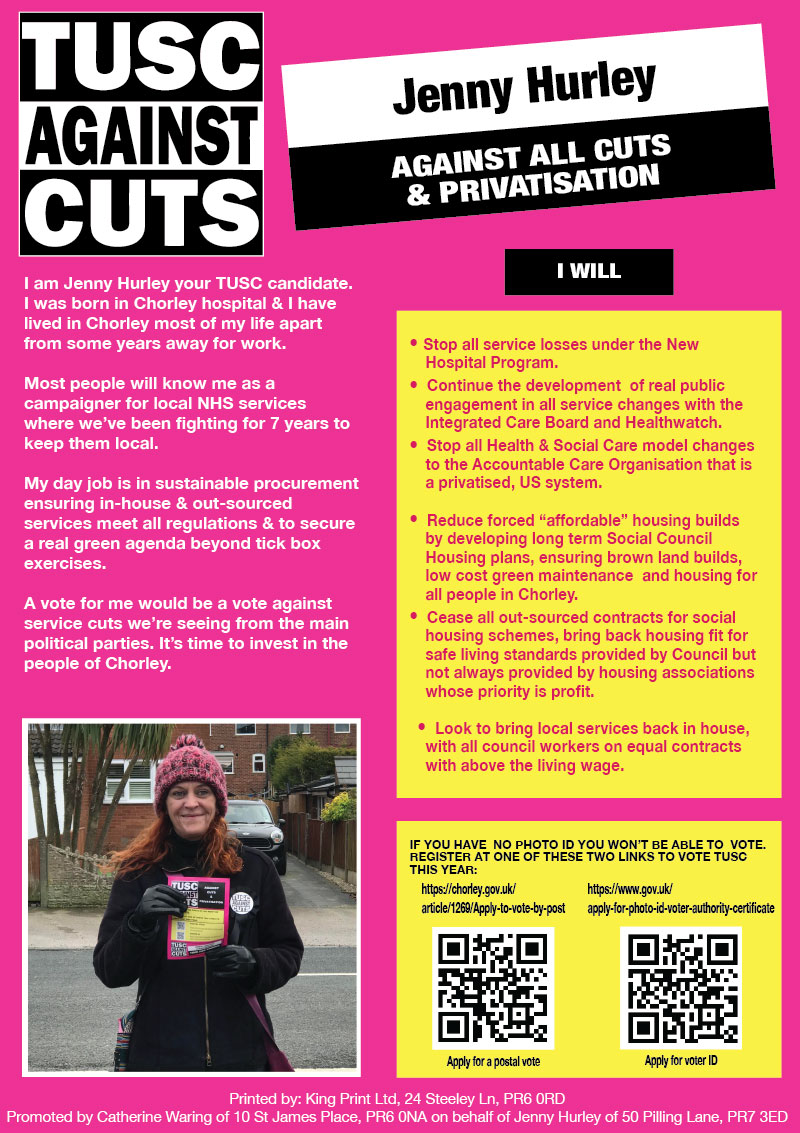 TUSC
AGAINST
CUTS
Jenny Hurley
AGAINST ALL CUTS
& PRIVATISATION
I am Jenny Hurley your TUSC candidate.
I was born in Chorley hospital & I have
lived in Chorley most of my life apart
from some years away for work.
Most people will know me as a
campaigner for local NHS services
where we’ve been fighting for 7 years to
keep them local.
My day job is in sustainable procurement
ensuring in-house & out-sourced
services meet all regulations & to secure
a real green agenda beyond tick box
exercises.
A vote for me would be a vote against
service cuts we’re seeing from the main
political parties. It’s time to invest in the
people of Chorley.
I WILL
• Stop all service losses under the New
Hospital Program.
• Continue the development of real public
engagement in all service changes with the
Integrated Care Board and Healthwatch.
• Stop all Health & Social Care model changes
to the Accountable Care Organisation that is
a privatised, US system.
• Reduce forced “affordable” housing builds
by developing long term Social Council
Housing plans, ensuring brown land builds,
low cost green maintenance and housing for
all people in Chorley.
• Cease all out-sourced contracts for social
housing schemes, bring back housing fit for
safe living standards provided by Council but
not always provided by housing associations
whose priority is profit.
• Look to bring local services back in house,
with all council workers on equal contracts
with above the living wage.
TUSC
AGAINST
CUTS
AGAINST
CUTS
&
PRIVATISATION
TUSC
AGAINST
CUTS
TUSC
AGAINST
CUTS
IF YOU HAVE NO PHOTO ID YOU WON’T BE ABLE TO VOTE.
REGISTER AT ONE OF THESE TWO LINKS TO VOTE TUSC
THIS YEAR:
https://chorley.gov.uk/
article/1269/Apply-to-vote-by-post
https://www.gov.uk/
apply-for-photo-id-voter-authority-certificate
Apply for a postal vote
Apply for voter ID
Printed by: King Print Ltd, 24 Steeley Ln, PR6 0RD
Promoted by Catherine Waring of 10 St James Place, PR6 0NA on behalf of Jenny Hurley of 50 Pilling Lane, PR7 3ED